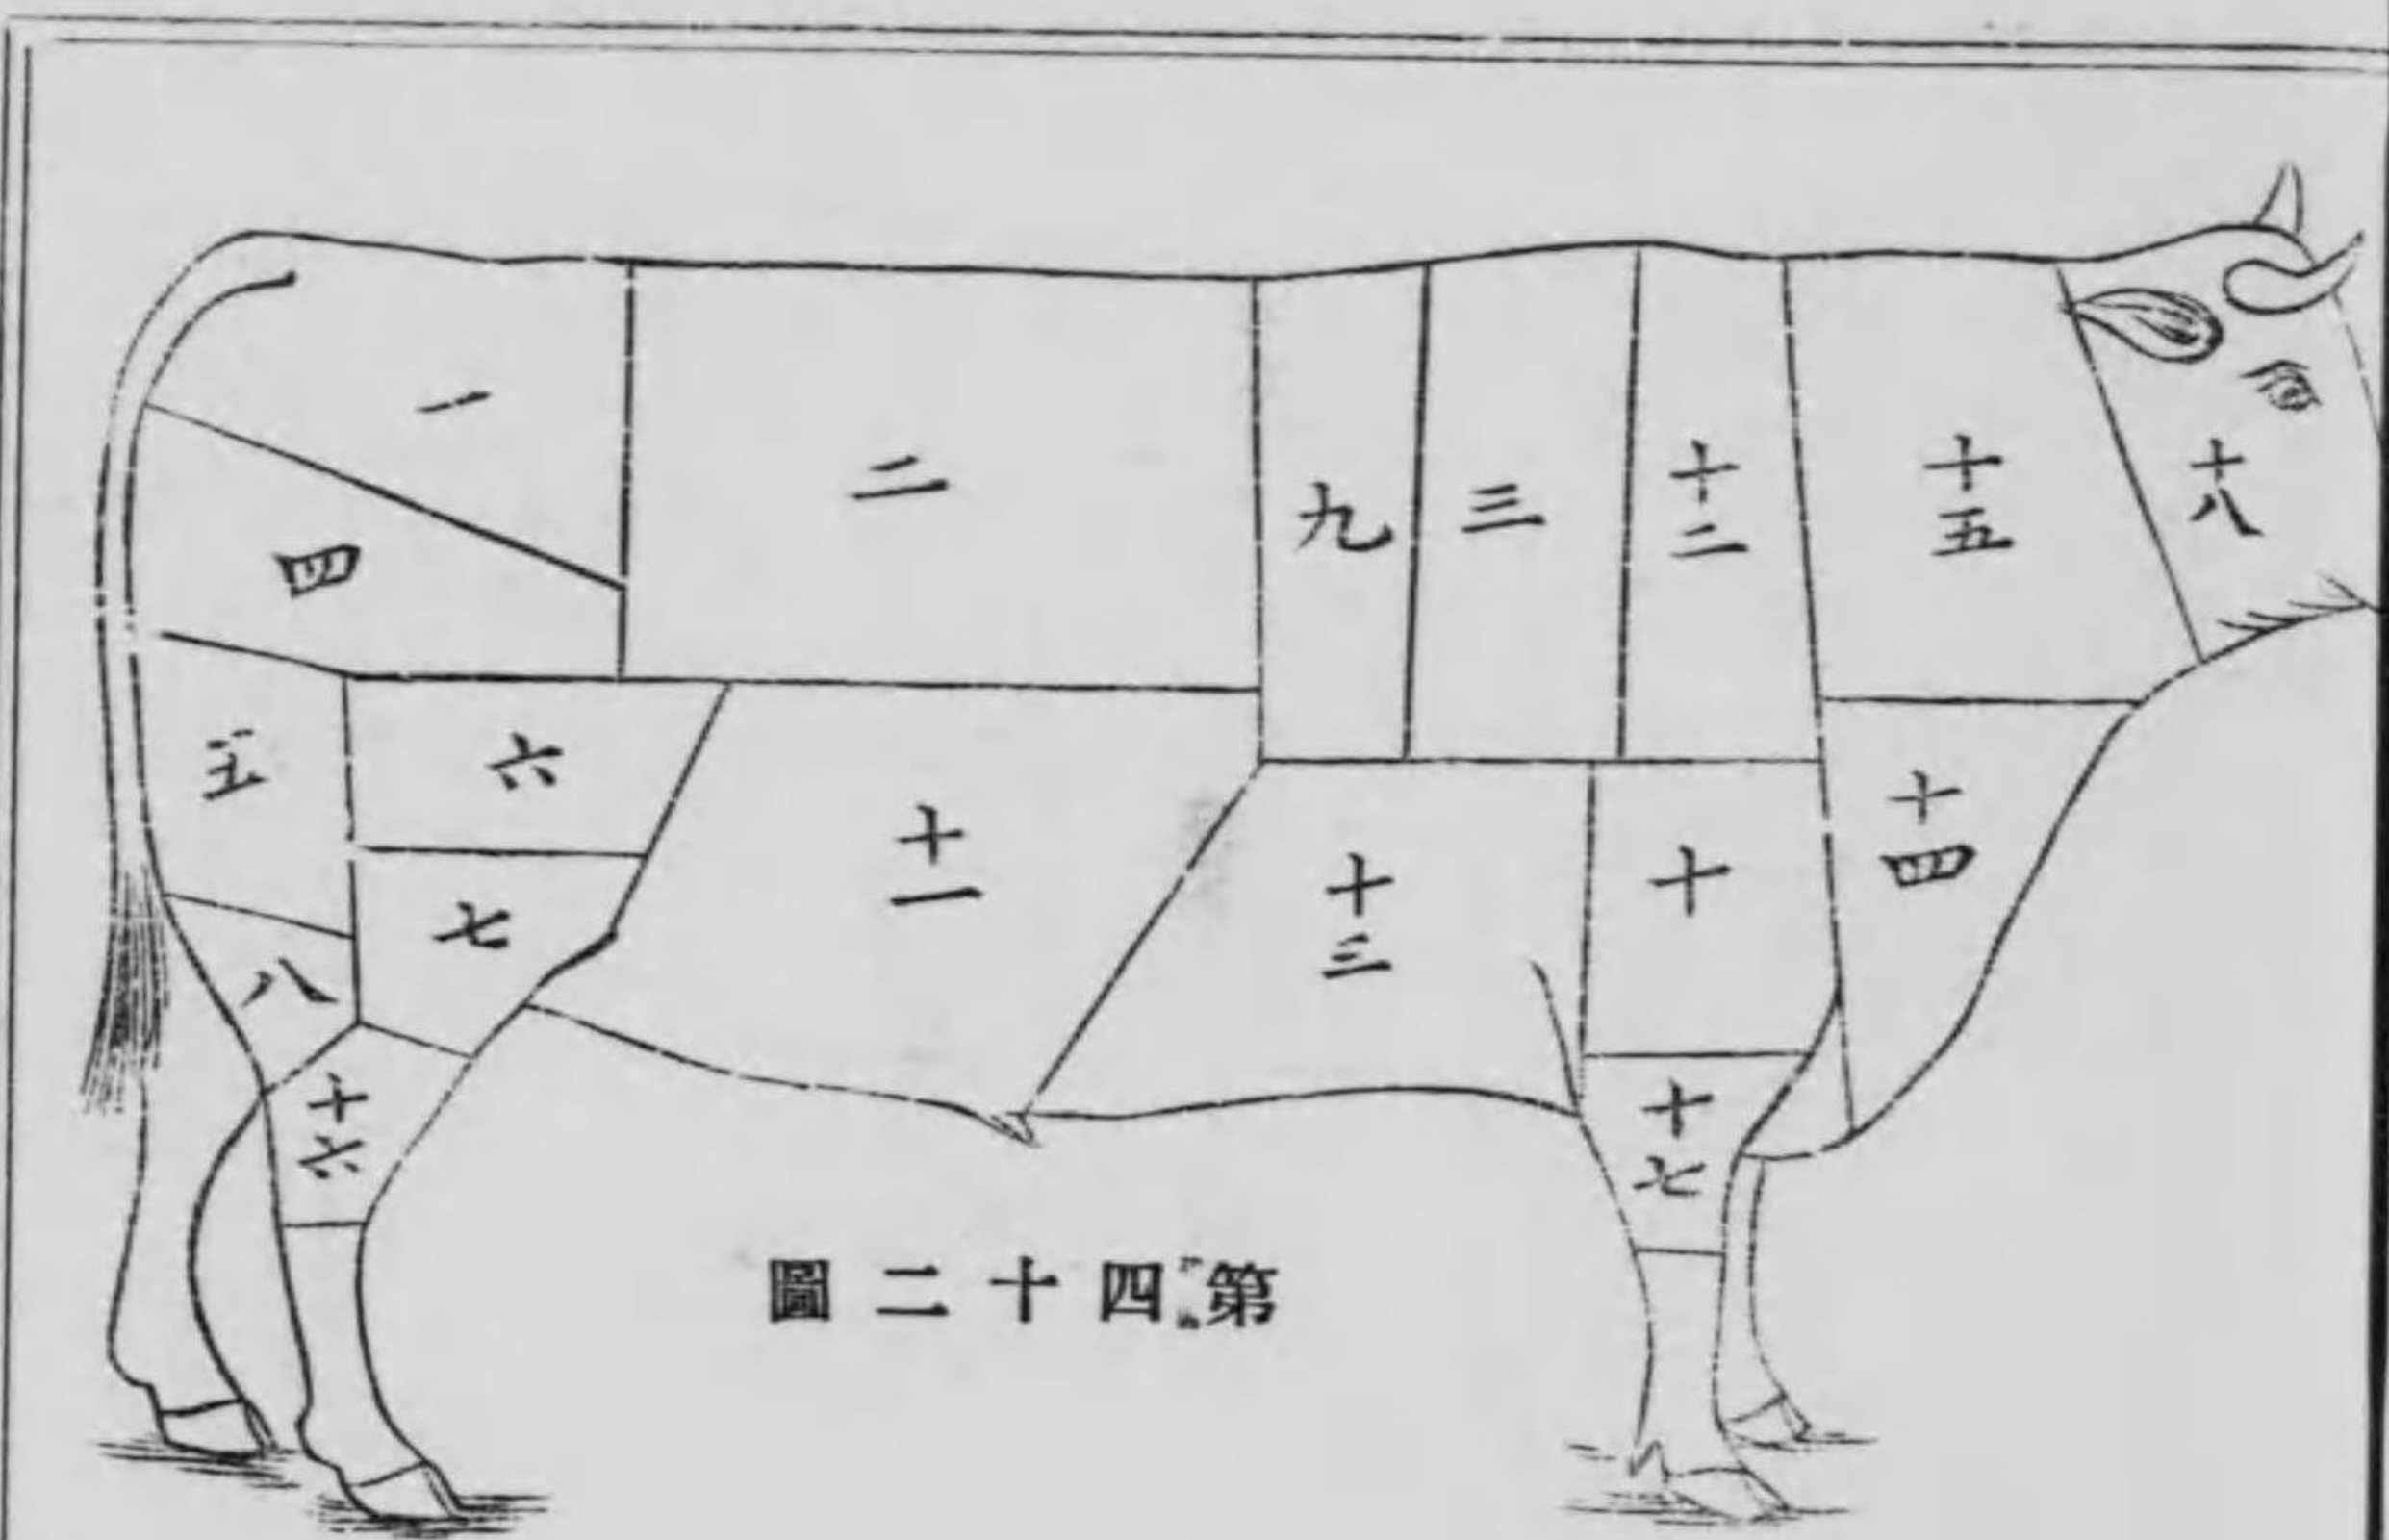 一
二
九
三
十二
十五
十八
四
五
六
七
八
十一
十三
十
十四
十六
十七
第四十二圖